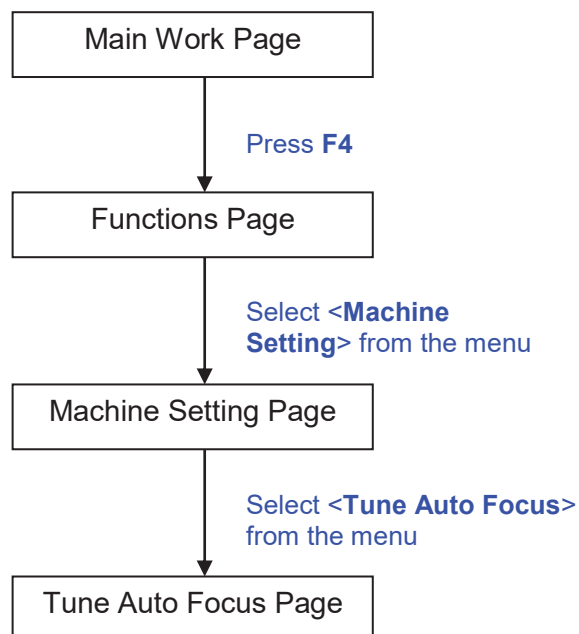 Main Work Page
Press F4
Functions Page
Select <Machine
Setting> from the menu
Machine Setting Page
Select <Tune Auto Focus>
from the menu
Tune Auto Focus Page